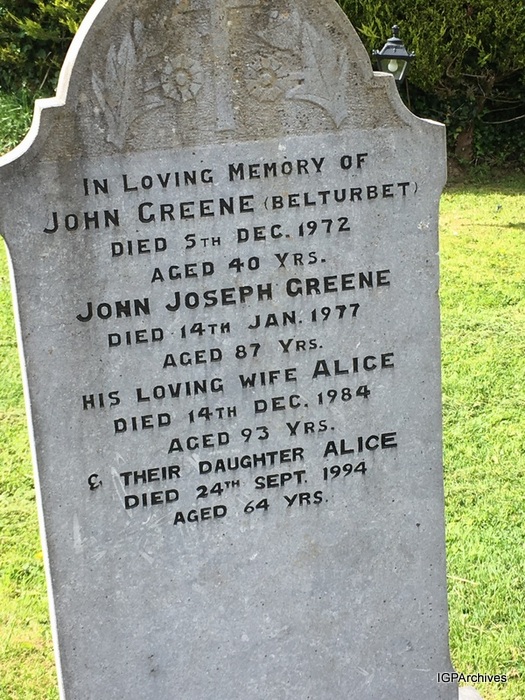 IN LOVING MEMORY OF
JOHN GREENE (BELTURBET)
DIED 5TH DEC. 1972
AGED 40 YRS.
JOHN JOSEPH GREENE
DIED 14TH JAN. 1977
AGED 87 YRS.
HIS LOVING WIFE ALICE
DIED 14TH DEC. 1984
AGED 93 YRS.
& THEIR DAUGHTER ALICE
DIED 24TH SEPT. 1994
AGED 64 YRS.
IGPArchives